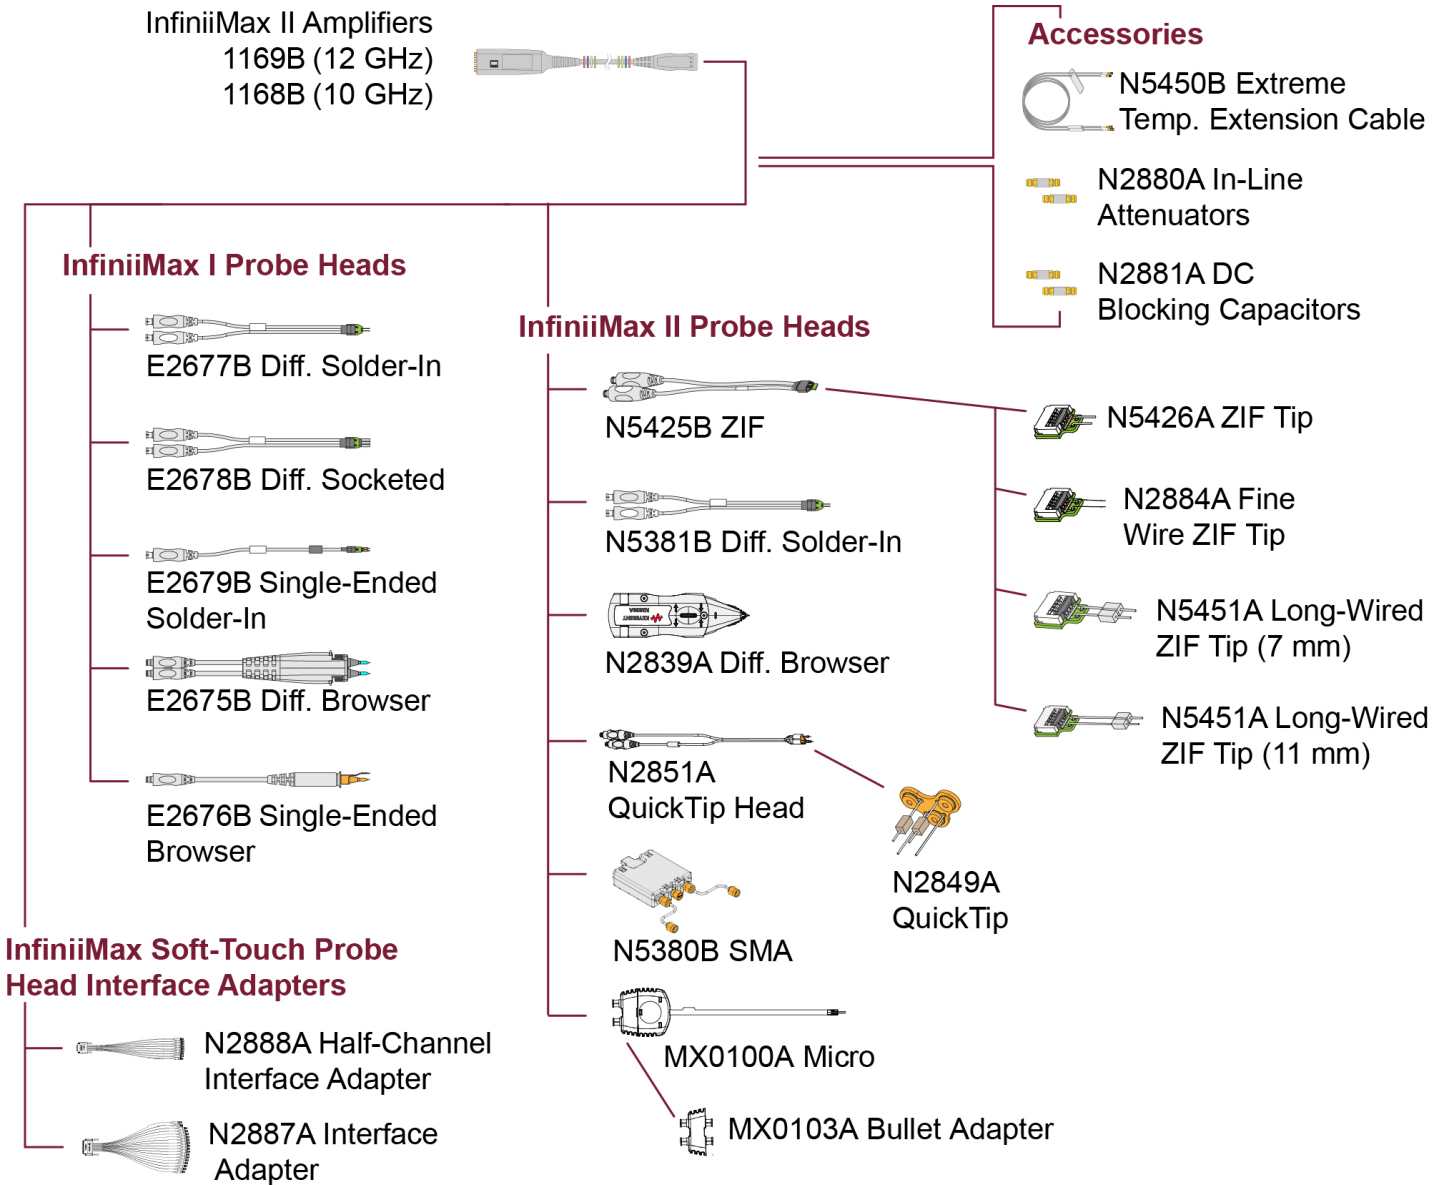 InfiniiMax II Amplifiers
1169B (12 GHz)
1168B (10 GHz)
Accessories
N5450B Extreme
Temp. Extension Cable
N2880A In-Line
Attenuators
N2881A DC
Blocking Capacitors
InfiniiMax I Probe Heads
E2677B Diff. Solder-In
E2678B Diff. Socketed
E2679B Single-Ended
Solder-In
E2675B Diff. Browser
E2676B Single-Ended
Browser
InfiniiMax II Probe Heads
N5425B ZIF
N5381B Diff. Solder-In
KEYSIGHT
N2839A Diff. Browser
N2851A
QuickTip Head
N5380B SMA
MX0100A Micro
MX0103A Bullet Adapter
N5426A ZIF Tip
N2884A Fine
Wire ZIF Tip
N5451A Long-Wired
ZIF Tip (7 mm)
N5451A Long-Wired
ZIF Tip (11 mm)
N2849A
QuickTip
InfiniiMax Soft-Touch Probe
Head Interface Adapters
N2888A Half-Channel
Interface Adapter
N2887A Interface
Adapter